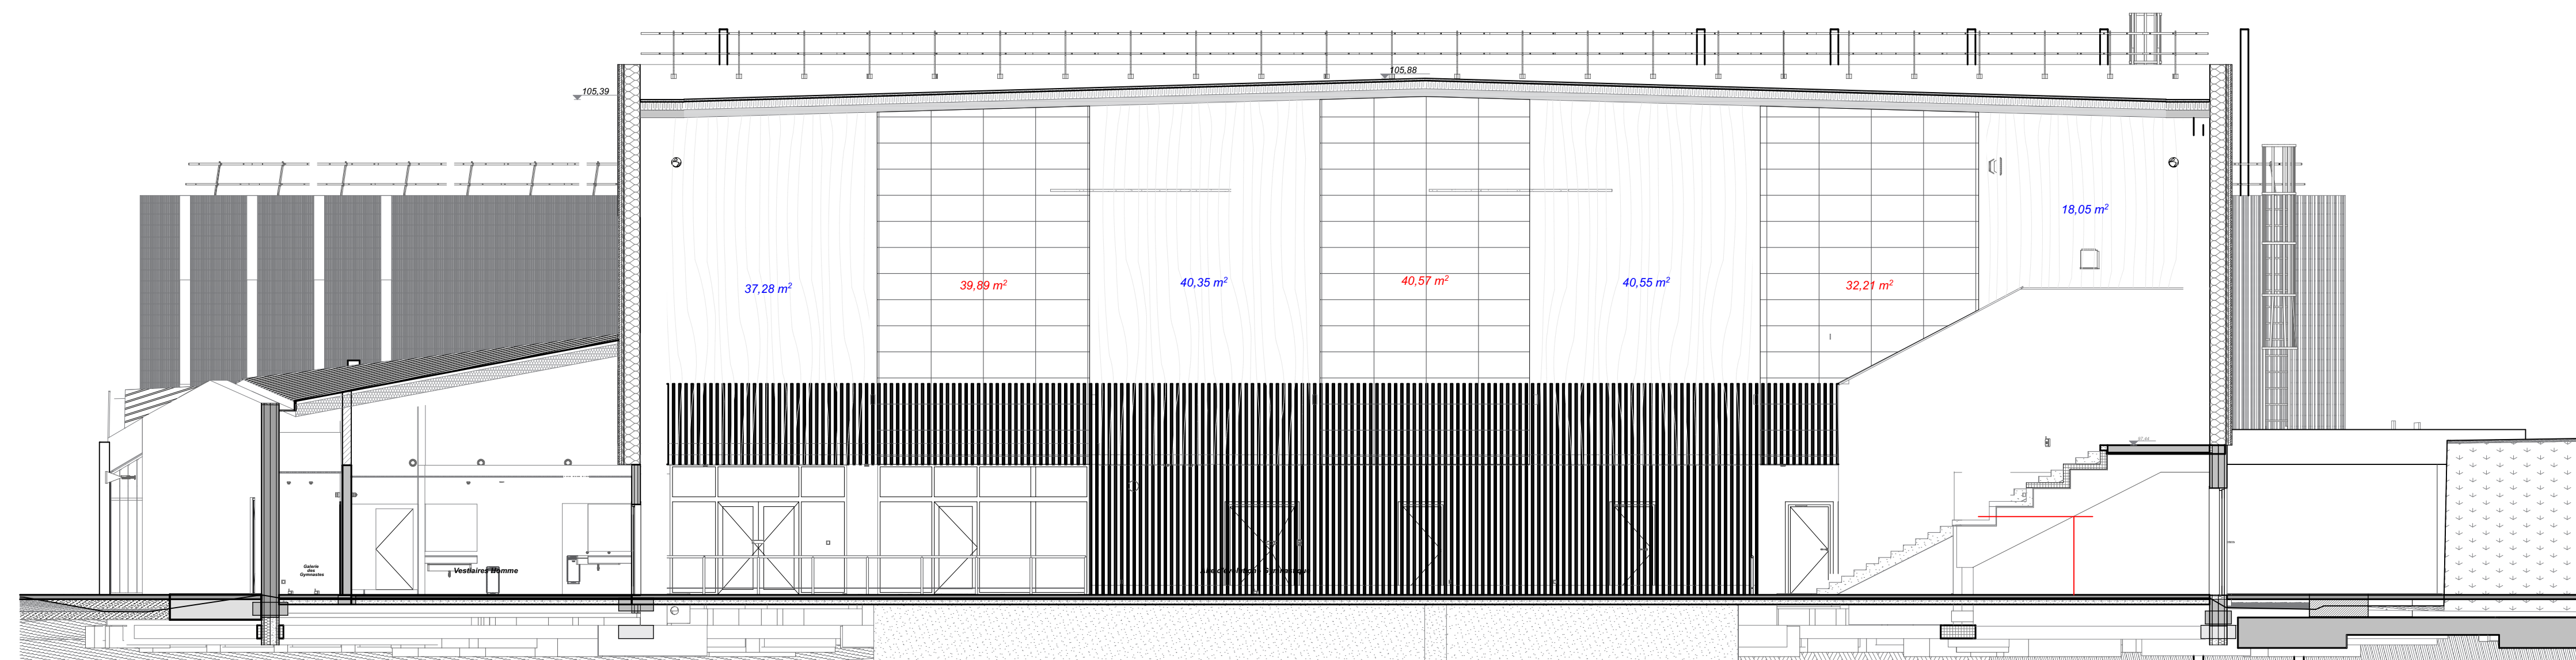 105,88
105,39
18,05 m²
37,28 m²
39,89 m²
40,35 m²
40,57 m²
40,55 m²
32,21 m²
Galerie
des
Gymnastes
Vestiaires Homme